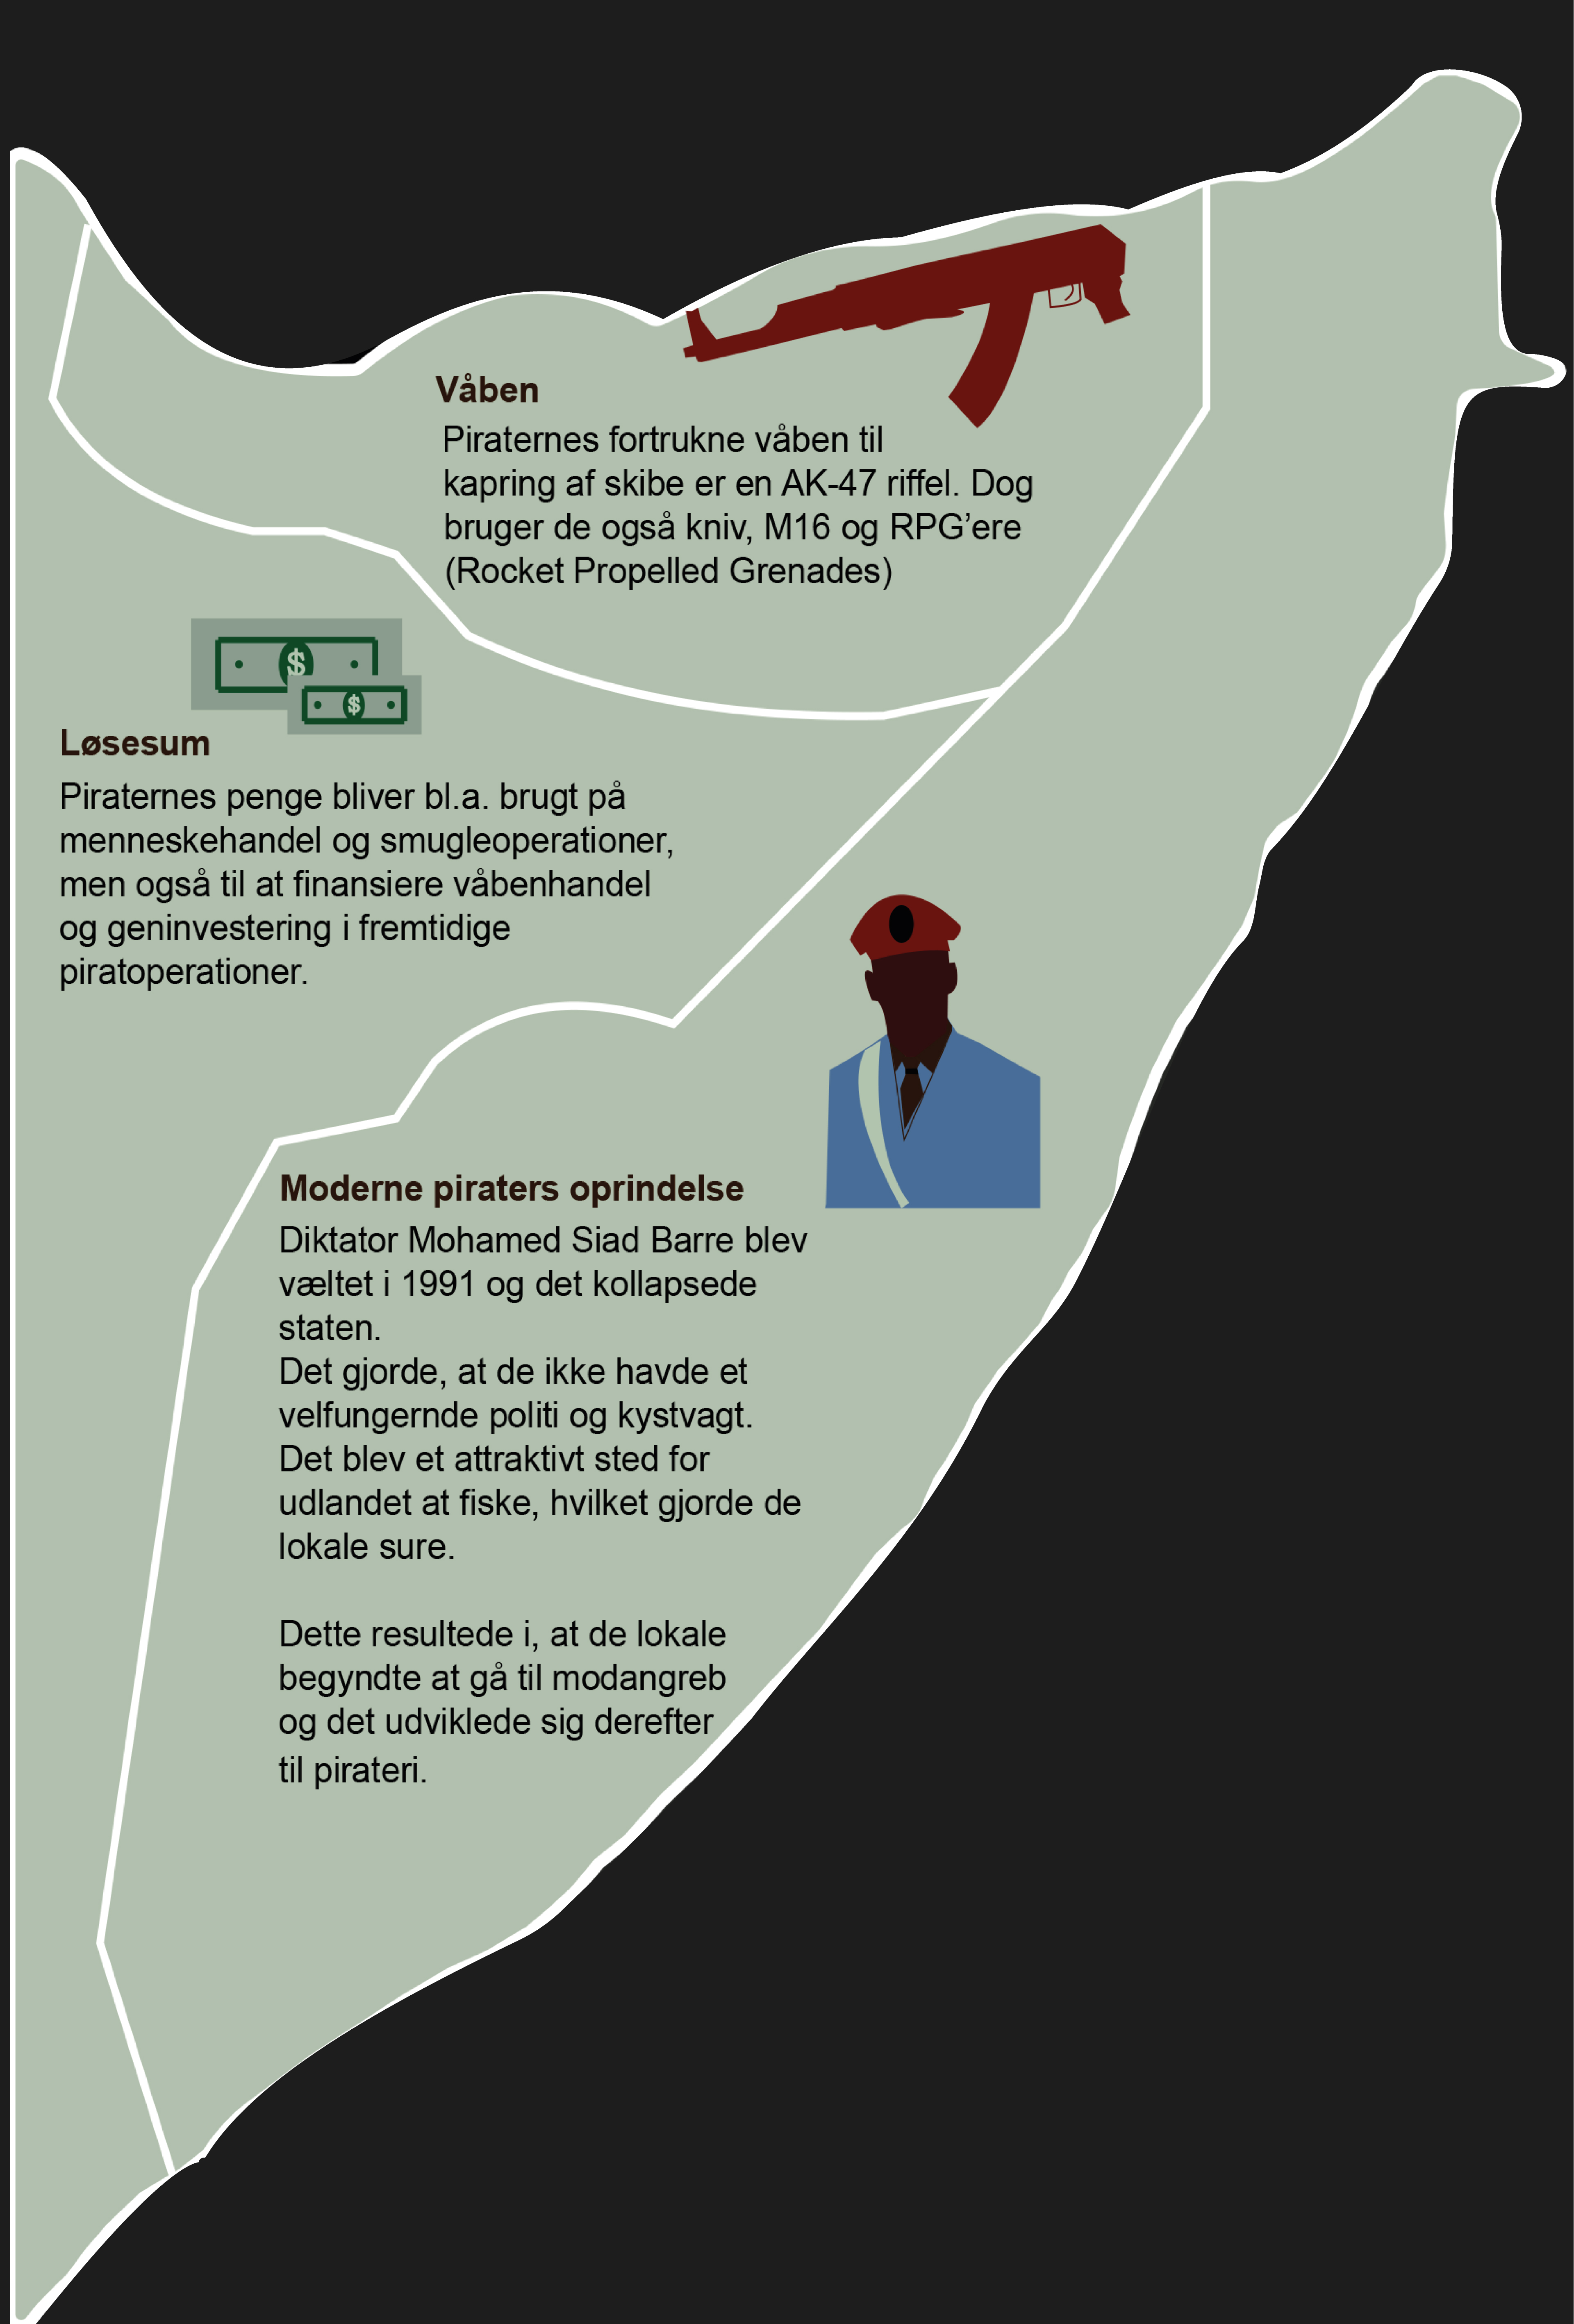 Våben
Piraternes fortrukne våben til
kapring af skibe er en AK-47 riffel. Dog
bruger de også kniv, M16 og RPG’ere
(Rocket Propelled Grenades)
$
$
Løsesum
Piraternes penge bliver bl.a. brugt på
menneskehandel og smugleoperationer,
men også til at finansiere våbenhandel
og geninvestering i fremtidige
piratoperationer.
Moderne piraters oprindelse
Diktator Mohamed Siad Barre blev
væltet i 1991 og det kollapsede
staten.
Det gjorde, at de ikke havde et
velfungernde politi og kystvagt.
Det blev et attraktivt sted for
udlandet at fiske, hvilket gjorde de
lokale sure.
Dette resultede i, at de lokale
begyndte at gå til modangreb
og det udviklede sig derefter
til pirateri.